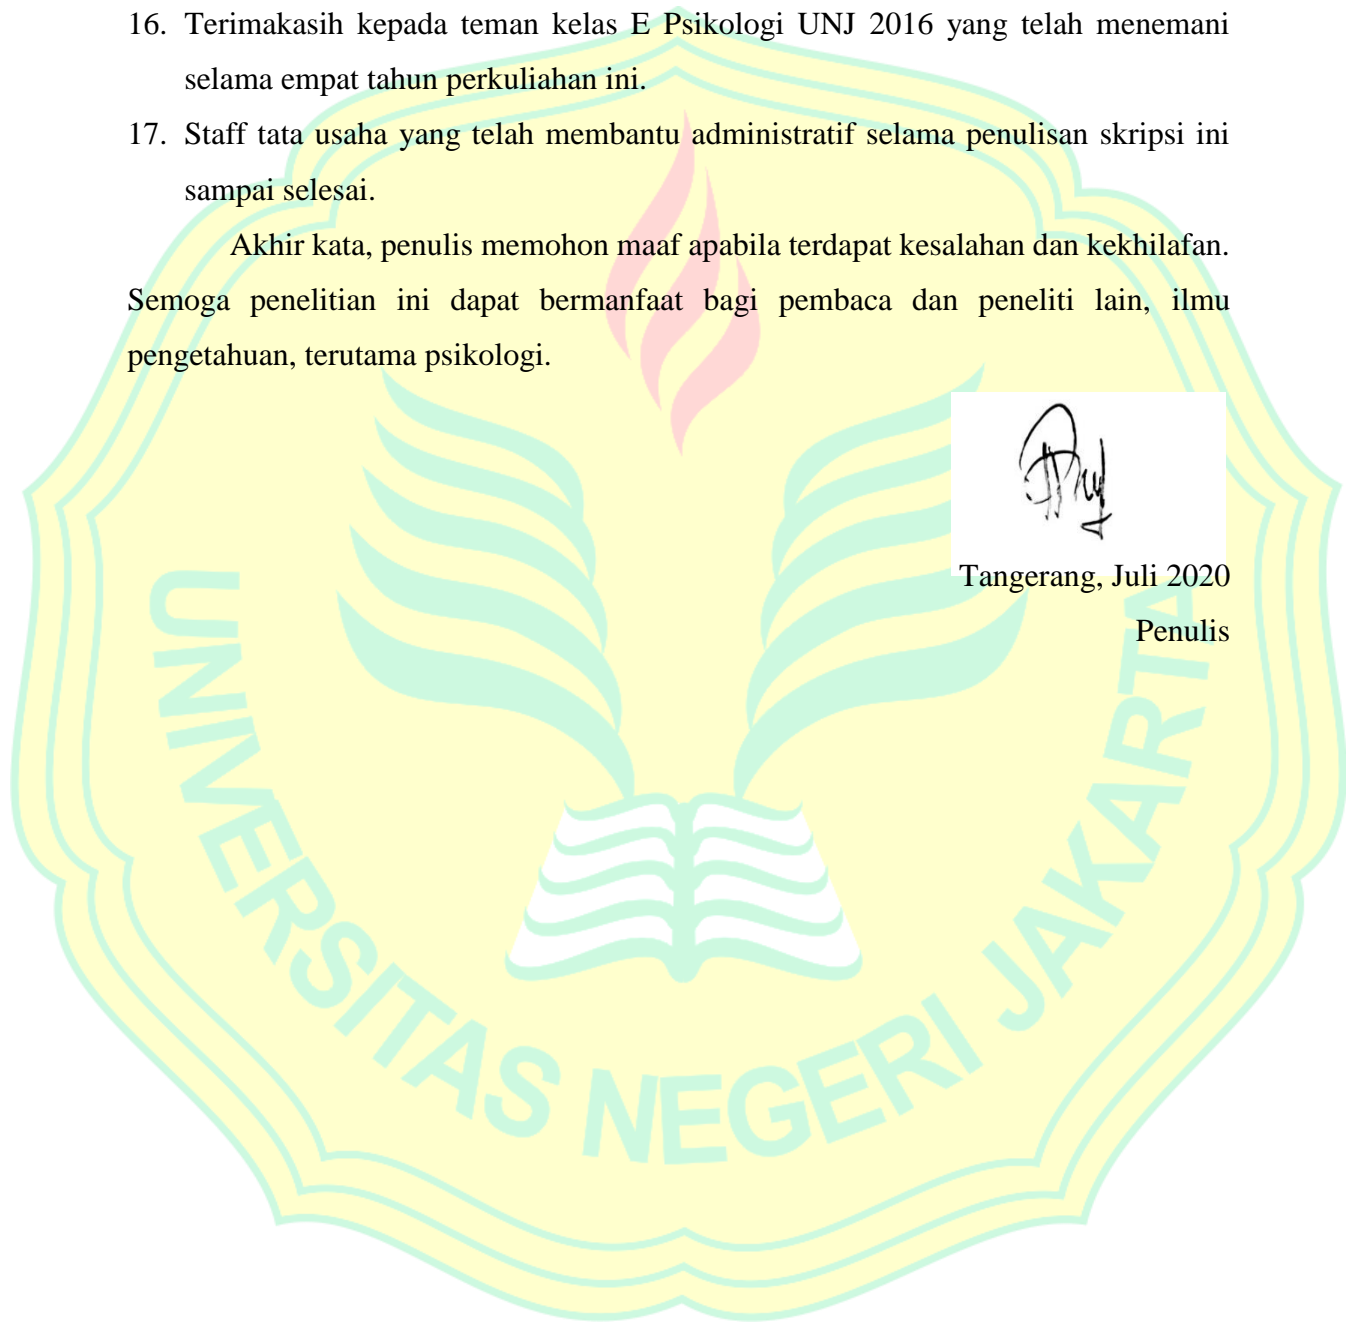 16. Terimakasih kepada teman kelas E Psikologi UNJ 2016 yang telah menemani
selama empat tahun perkuliahan ini.
17. Staff tata usaha yang telah membantu administratif selama penulisan skripsi ini
sampai selesai.
Akhir kata, penulis memohon maaf apabila terdapat kesalahan dan kekhilafan.
Semoga penelitian ini dapat bermanfaat bagi pembaca dan peneliti lain, ilmu
pengetahuan, terutama psikologi.
Tangerang, Juli 2020
Penulis
UNIVERSITAS NEGERI JAKARTA